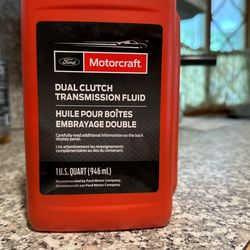 Ford
Motorcraft
DUAL CLUTCH
TRANSMISSION FLUID
HUILE POUR BOÎTES
EMBRAYAGE DOUBLE
Carefully read additional information on the back
display panel.
Lire attentivement les renseignements
complémentaires au dos du contenant.
1 U.S. QUART (946 mL)
Recommended by Ford Motor Company.
Recommandée par Ford Motor Company.